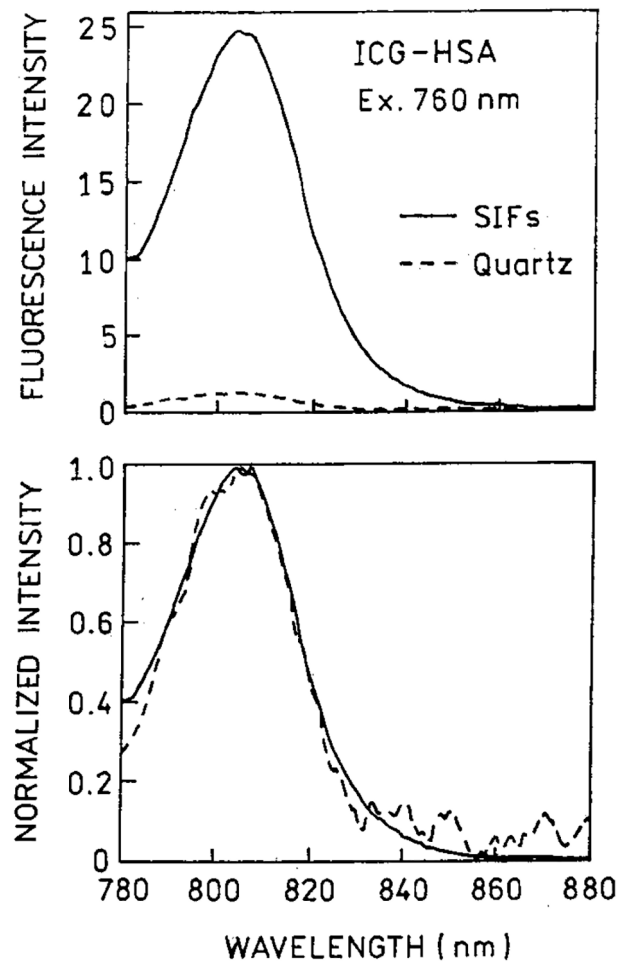 FLUORESCENCE INTENSITY
25
20
15
10
5
0
ICG-HSA
Ex. 760 nm
SIFs
Quartz
NORMALIZED INTENSITY
1.0
0.8
0.6
0.4
0.2
0
780 800 820 840 860 880
WAVELENGTH (nm)